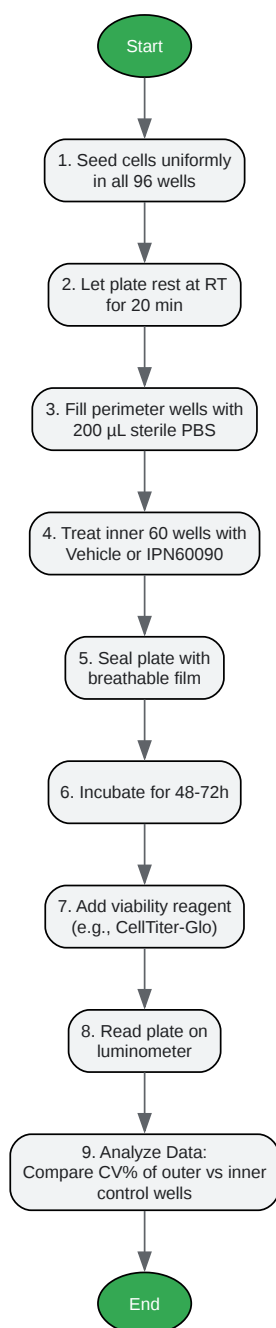 Start
1. Seed cells uniformly
in all 96 wells
2. Let plate rest at RT
for 20 min
3. Fill perimeter wells with
200 µL sterile PBS
4. Treat inner 60 wells with
Vehicle or IPN60090
5. Seal plate with
breathable film
6. Incubate for 48-72h
7. Add viability reagent
(e.g., CellTiter-Glo)
8. Read plate on
luminometer
9. Analyze Data:
Compare CV% of outer vs inner
control wells
End